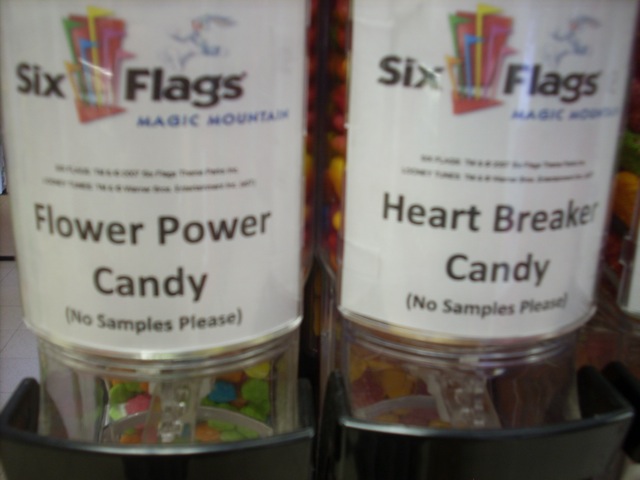 Six Flags
MAGIC MOUNTAIN
Flower Power
Candy
(No Samples Please)
Six Flags
MAGIC MOUNTAIN
Heart Breaker
Candy
(No Samples Please)